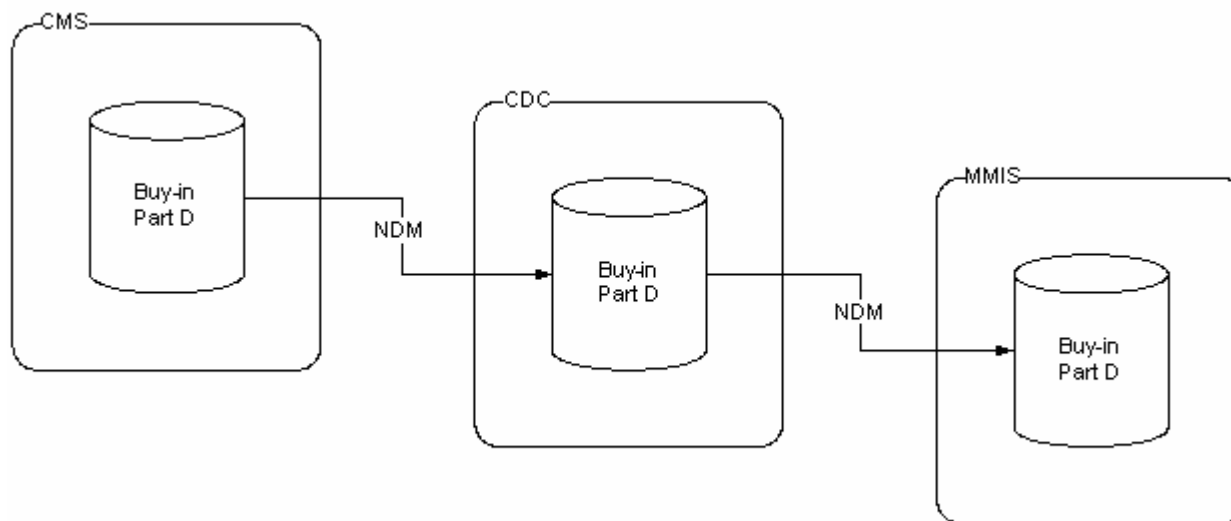 CMS
Buy-in
Part D
NDM
CDC
Buy-in
Part D
NDM
MMIS
Buy-in
Part D